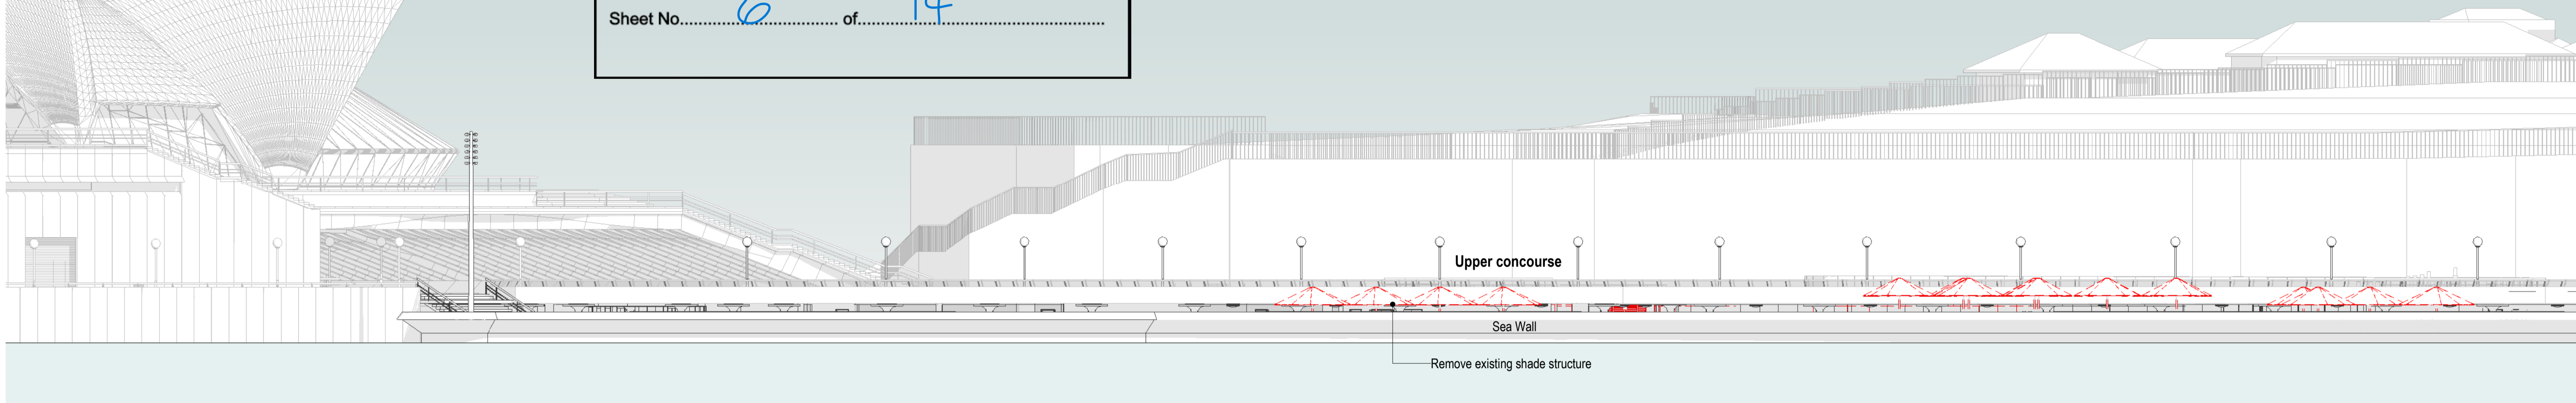 Sheet No........6........ of........14........
Upper concourse
Sea Wall
Remove existing shade structure